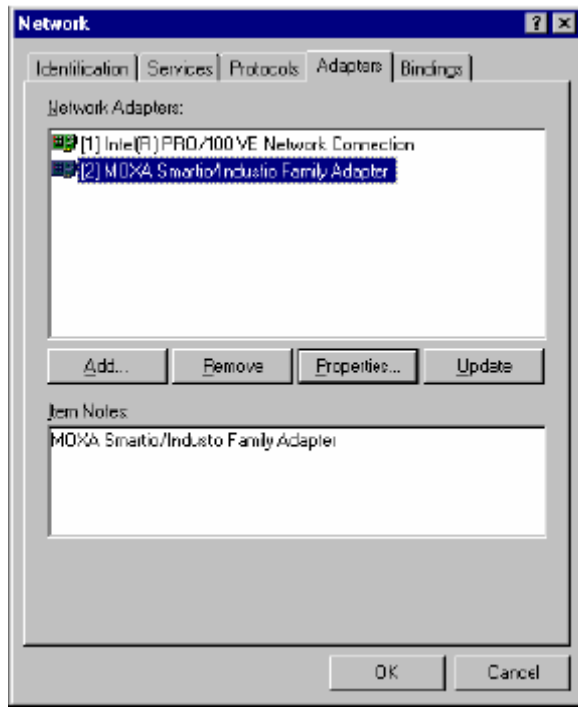 Network
Identification Services Protocols Adapters Bindings
Network Adapters:
[1] Intel(R) PRO/100 VE Network Connection
[2] MOXA Smartio/Industio Family Adapter
Add... Remove Properties... Update
Item Notes:
MOXA Smartio/Industo Family Adapter
OK Cancel